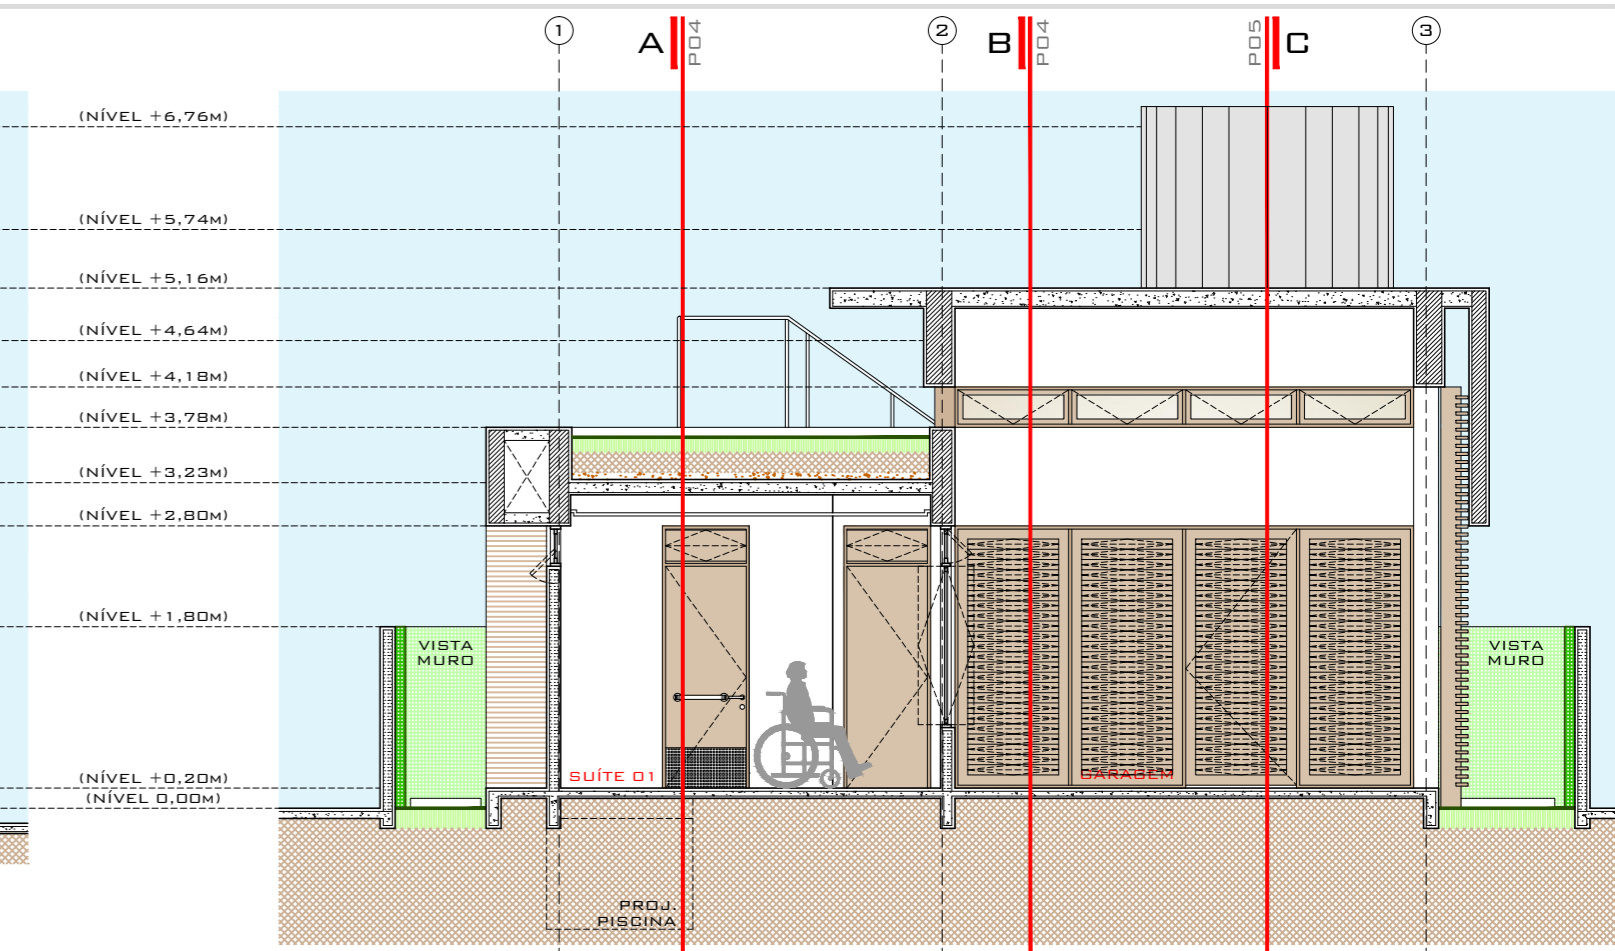 1
A
P04
2
B
P04
P05
C
3
(NÍVEL +6,76M)
(NÍVEL +5,74M)
(NÍVEL +5,16M)
(NÍVEL +4,64M)
(NÍVEL +4,18M)
(NÍVEL +3,78M)
(NÍVEL +3,23M)
(NÍVEL +2,80M)
(NÍVEL +1,80M)
VISTA
MURO
VISTA
MURO
(NÍVEL +0,20M)
SUÍTE 01
GARAGEM
(NÍVEL 0,00M)
PROJ.
PISCINA